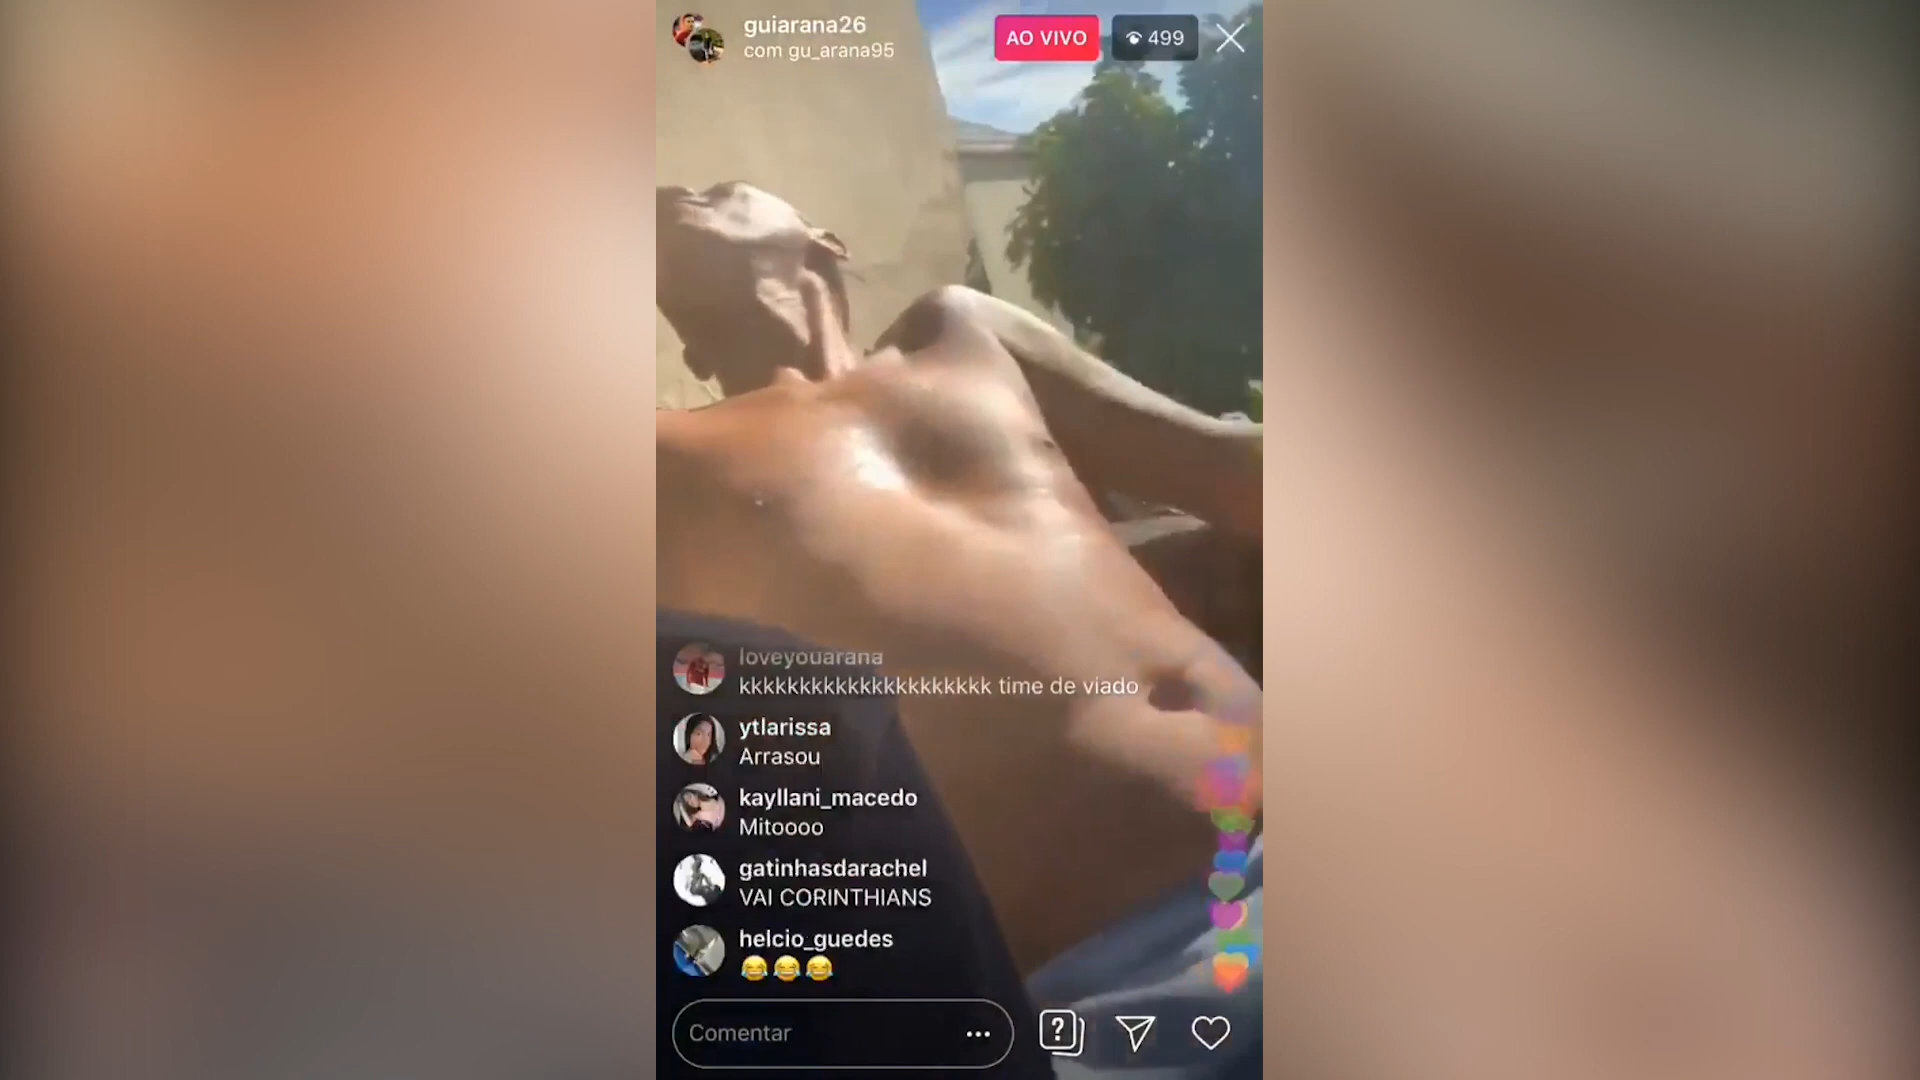 guiarana26
com gu_arana95
AO VIVO
499
loveyouarana
kkkkkkkkkkkkkkkkkkkkk time de viado
ytlarissa
Arrasou
kayllani_macedo
Mitoooo
gatinhasdarachel
VAI CORINTHIANS
helcio_guedes
😂😂😂
Comentar